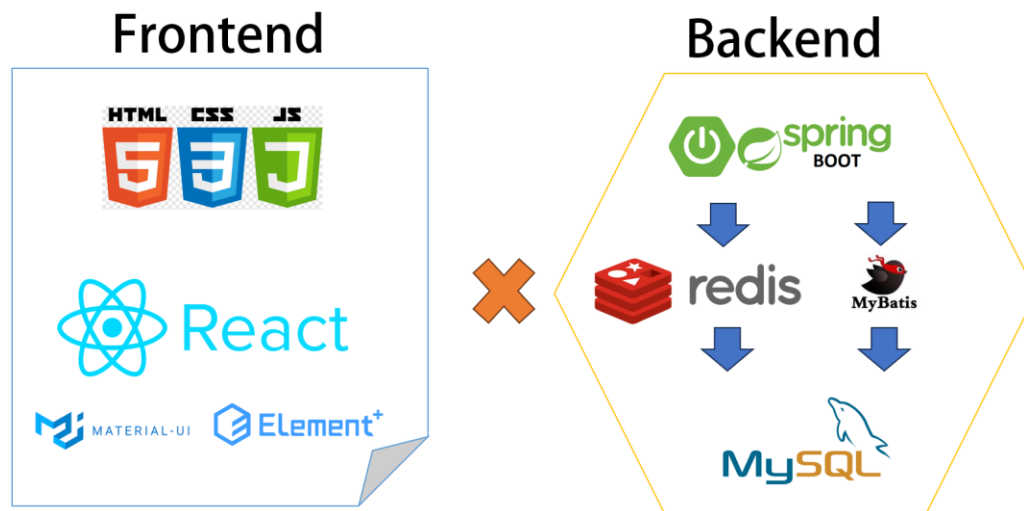 Frontend
HTML CSS JS
5 3 J
React
MATERIAL-UI
Element+
Backend
spring
BOOT
redis
MyBatis
MySQL